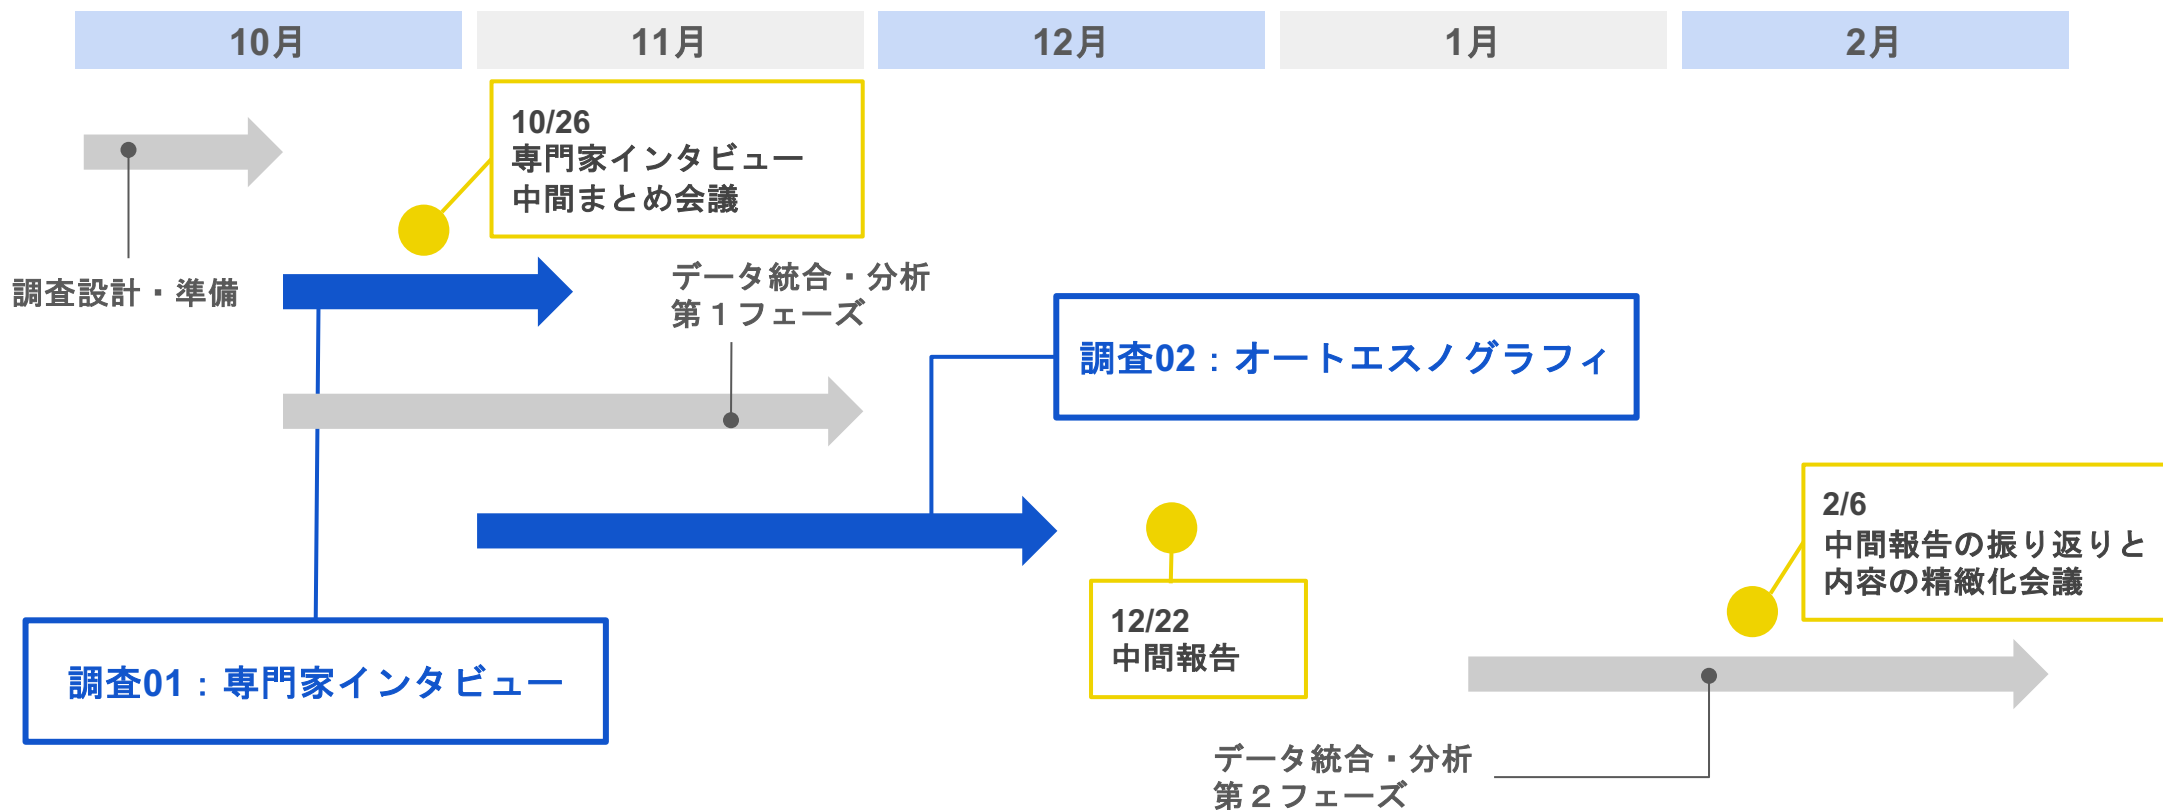 10月
11月
12月
1月
2月
10/26
専門家インタビュー
中間まとめ会議
調査設計・準備
データ統合・分析
第１フェーズ
調査02：オートエスノグラフィ
2/6
中間報告の振り返りと
内容の精緻化会議
12/22
中間報告
調査01：専門家インタビュー
データ統合・分析
第２フェーズ